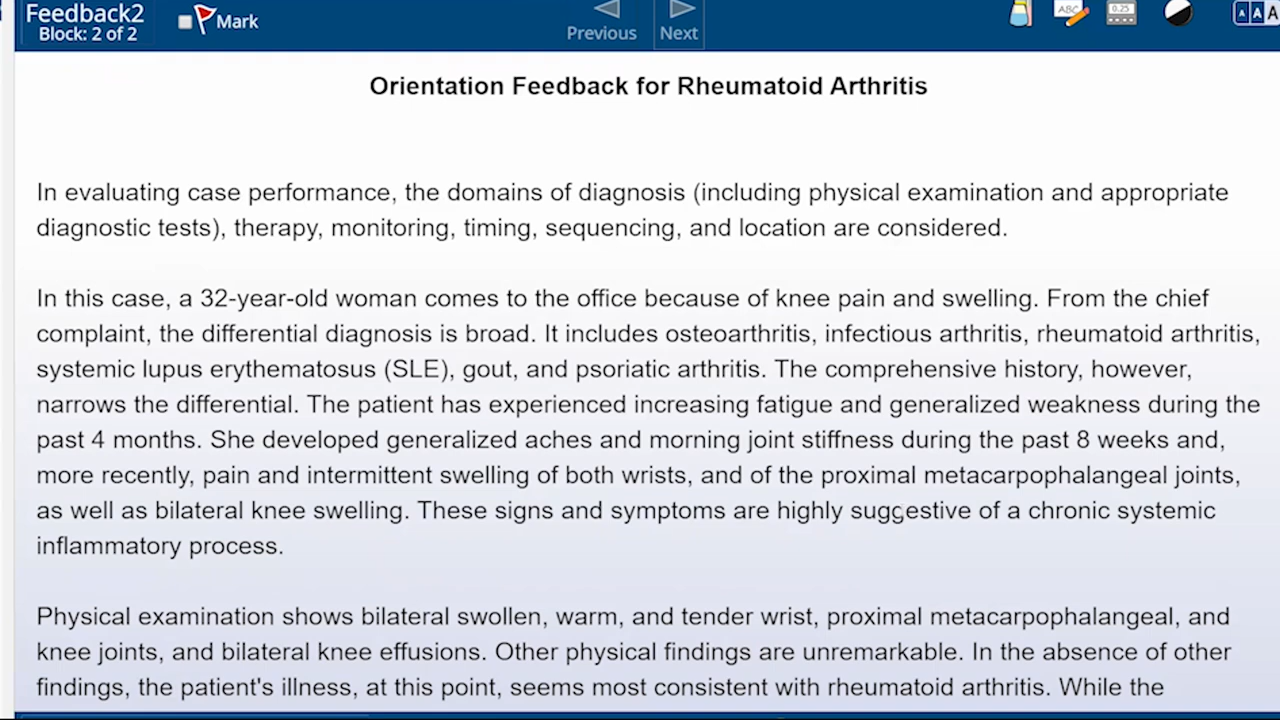 Feedback2
Block: 2 of 2
Mark
Previous
Next
ABC
0.25
A A A
Orientation Feedback for Rheumatoid Arthritis
In evaluating case performance, the domains of diagnosis (including physical examination and appropriate
diagnostic tests), therapy, monitoring, timing, sequencing, and location are considered.
In this case, a 32-year-old woman comes to the office because of knee pain and swelling. From the chief
complaint, the differential diagnosis is broad. It includes osteoarthritis, infectious arthritis, rheumatoid arthritis,
systemic lupus erythematosus (SLE), gout, and psoriatic arthritis. The comprehensive history, however,
narrows the differential. The patient has experienced increasing fatigue and generalized weakness during the
past 4 months. She developed generalized aches and morning joint stiffness during the past 8 weeks and,
more recently, pain and intermittent swelling of both wrists, and of the proximal metacarpophalangeal joints,
as well as bilateral knee swelling. These signs and symptoms are highly suggestive of a chronic systemic
inflammatory process.
Physical examination shows bilateral swollen, warm, and tender wrist, proximal metacarpophalangeal, and
knee joints, and bilateral knee effusions. Other physical findings are unremarkable. In the absence of other
findings, the patient's illness, at this point, seems most consistent with rheumatoid arthritis. While the